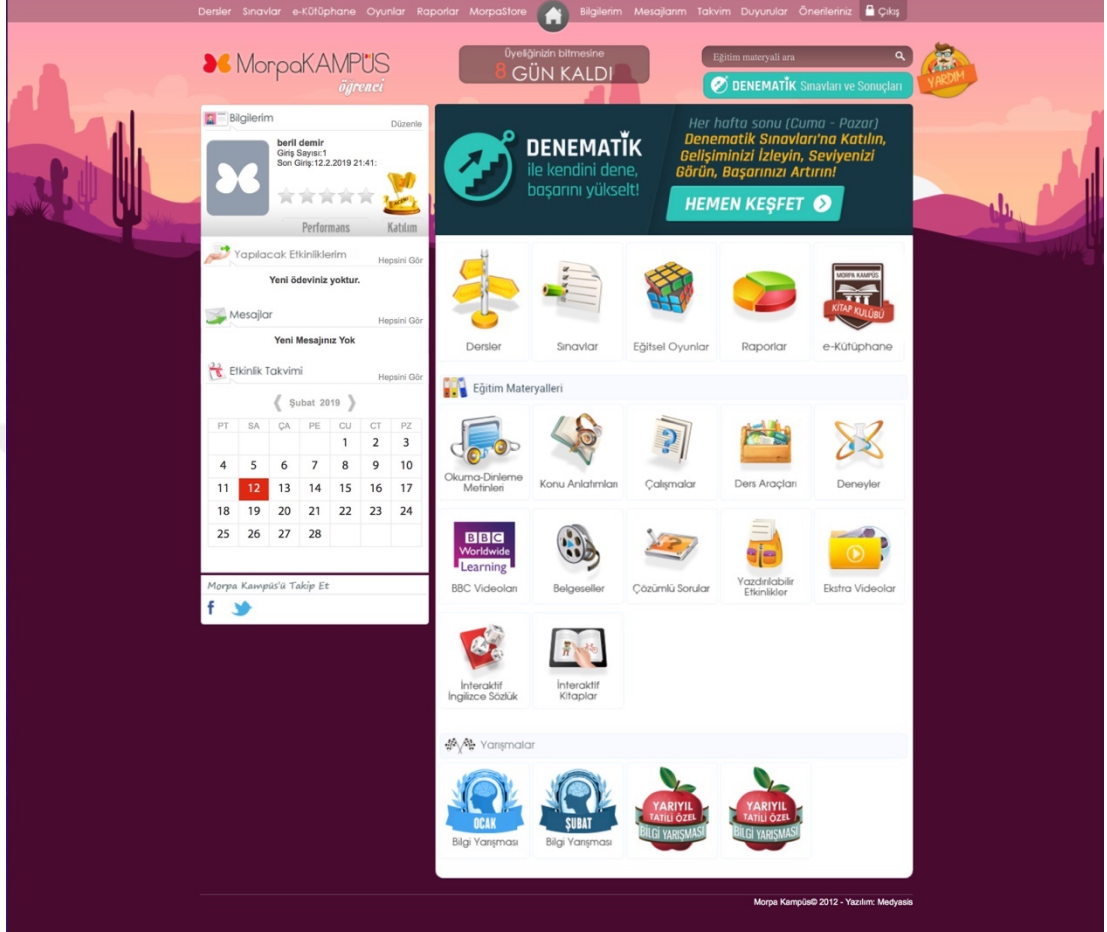 Dersler Sınavlar e-Kütüphane Oyunlar Raporlar MorpaStore Bilgilerim Mesajlarım Takvim Duyurular Önerileriniz Çıkış
MorpaKAMPÜS
öğrenci
Üyeliğinizin bitmesine
8 GÜN KALDI
Eğitim materyali ara
DENEMATİK Sınavları ve Sonuçları
YARDIM
Bilgilerim
Düzenle
beril demir
Giriş Sayısı:1
Son Giriş:12.2.2019 21:41:
Performans
Katılım
Yapılacak Etkinliklerim
Hepsini Gör
Yeni ödeviniz yoktur.
Mesajlar
Hepsini Gör
Yeni Mesajınız Yok
Etkinlik Takvimi
Hepsini Gör
Şubat 2019
PT SA ÇA PE CU CT PZ
1 2 3
4 5 6 7 8 9 10
11 12 13 14 15 16 17
18 19 20 21 22 23 24
25 26 27 28
Morpa Kampüs'ü Takip Et
DENEMATİK
ile kendini dene,
başarını yükselt!
Her hafta sonu (Cuma - Pazar)
Denematik Sınavları'na Katılın,
Gelişiminizi İzleyin, Seviyenizi
Görün, Başarınızı Artırın!
HEMEN KEŞFET
MORPA KAMPÜS
KİTAP KULÜBÜ
Dersler Sınavlar Eğitsel Oyunlar Raporlar e-Kütüphane
Eğitim Materyalleri
Okuma-Dinleme
Metinleri
Konu Anlatımları
Çalışmalar
Ders Araçları
Deneyler
BBC
Worldwide
Learning
BBC Videoları
Belgeseller
Çözümlü Sorular
Yazdırılabilir
Etkinlikler
Ekstra Videolar
İnteraktif
İngilizce Sözlük
İnteraktif
Kitaplar
Yarışmalar
OCAK
Bilgi Yarışması
ŞUBAT
Bilgi Yarışması
YARIYIL
TATİLİ ÖZEL
BİLGİ YARIŞMASI
YARIYIL
TATİLİ ÖZEL
BİLGİ YARIŞMASI
Morpa Kampüs© 2012 - Yazılım: Medyasis